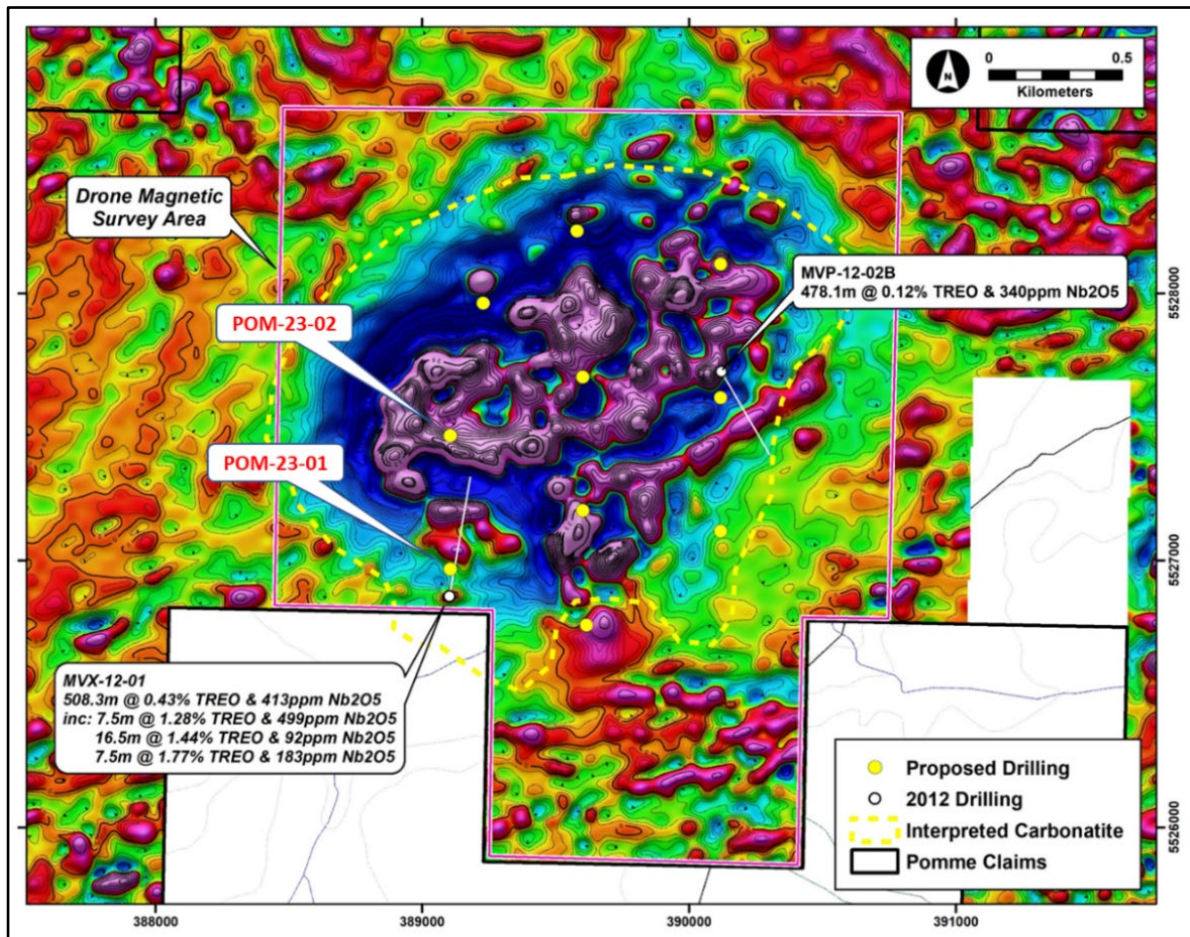 N
0 0.5
Kilometers
Drone Magnetic
Survey Area
MVP-12-02B
478.1m @ 0.12% TREO & 340ppm Nb2O5
POM-23-02
POM-23-01
MVX-12-01
508.3m @ 0.43% TREO & 413ppm Nb2O5
inc: 7.5m @ 1.28% TREO & 499ppm Nb2O5
16.5m @ 1.44% TREO & 92ppm Nb2O5
7.5m @ 1.77% TREO & 183ppm Nb2O5
Proposed Drilling
2012 Drilling
Interpreted Carbonatite
Pomme Claims
5528000
5527000
5526000
388000 389000 390000 391000